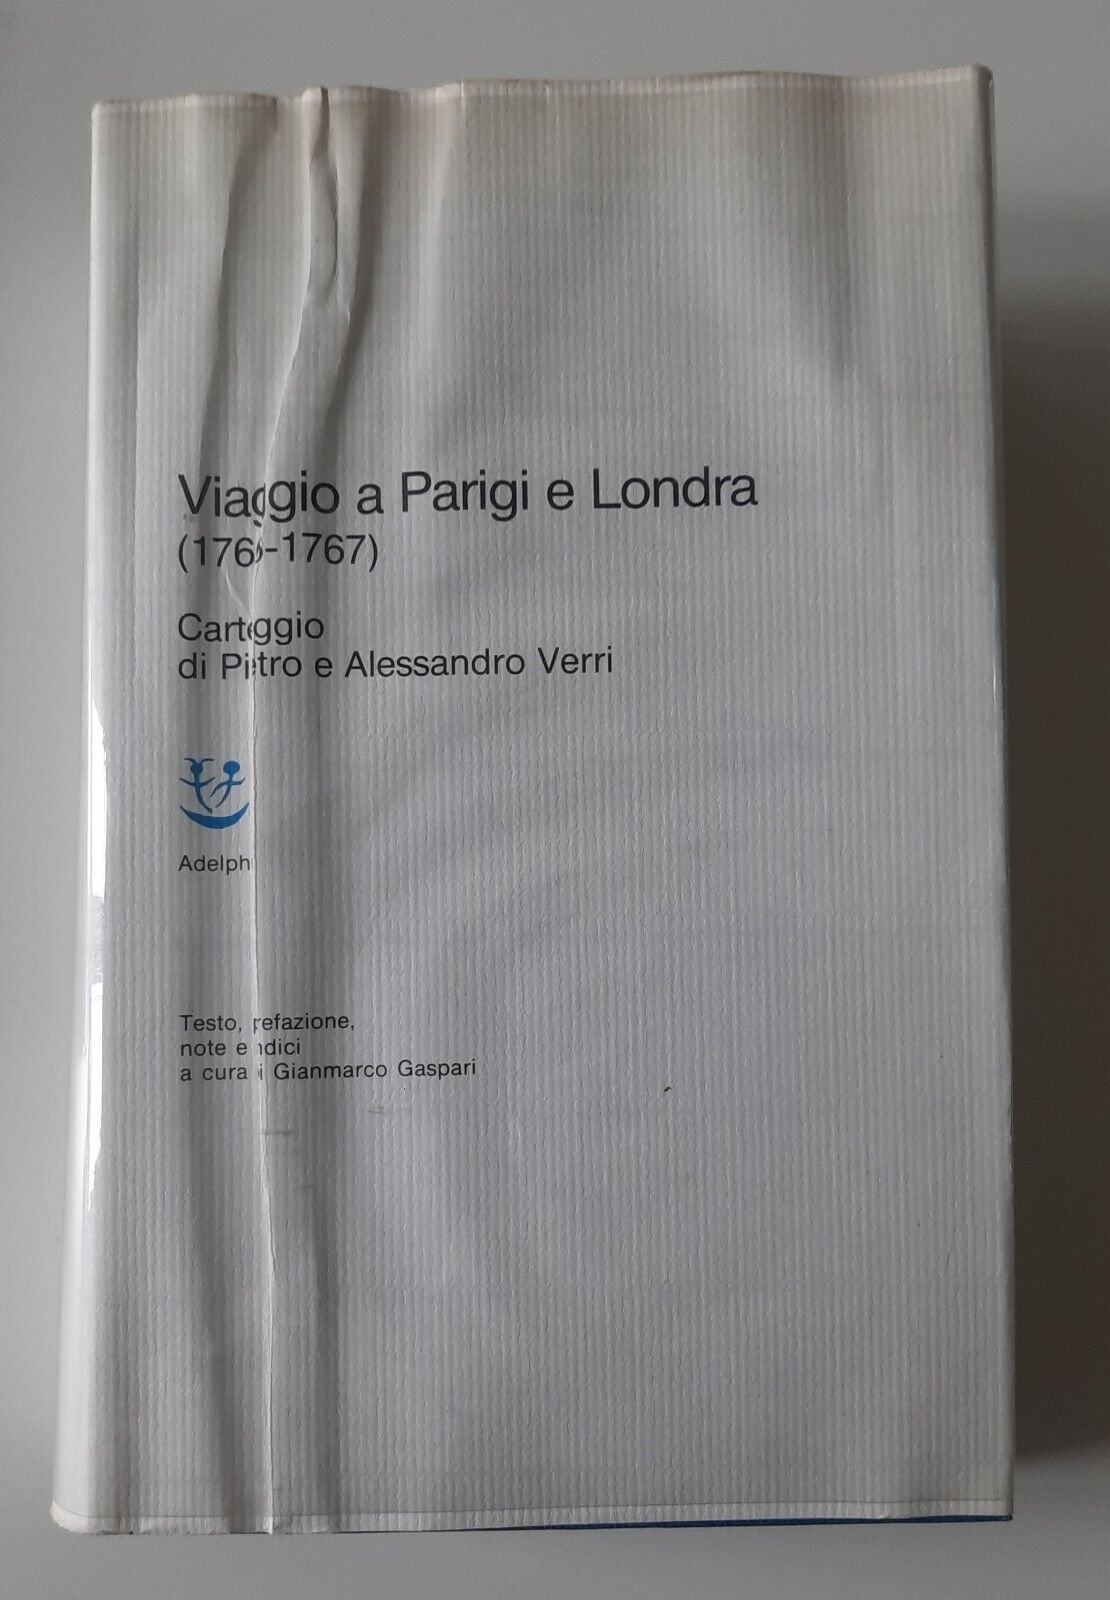 Viaggio a Parigi e Londra
(1766-1767)
Carteggio
di Pietro e Alessandro Verri
Adelphi
Testo, prefazione,
note e indici
a cura di Gianmarco Gaspari